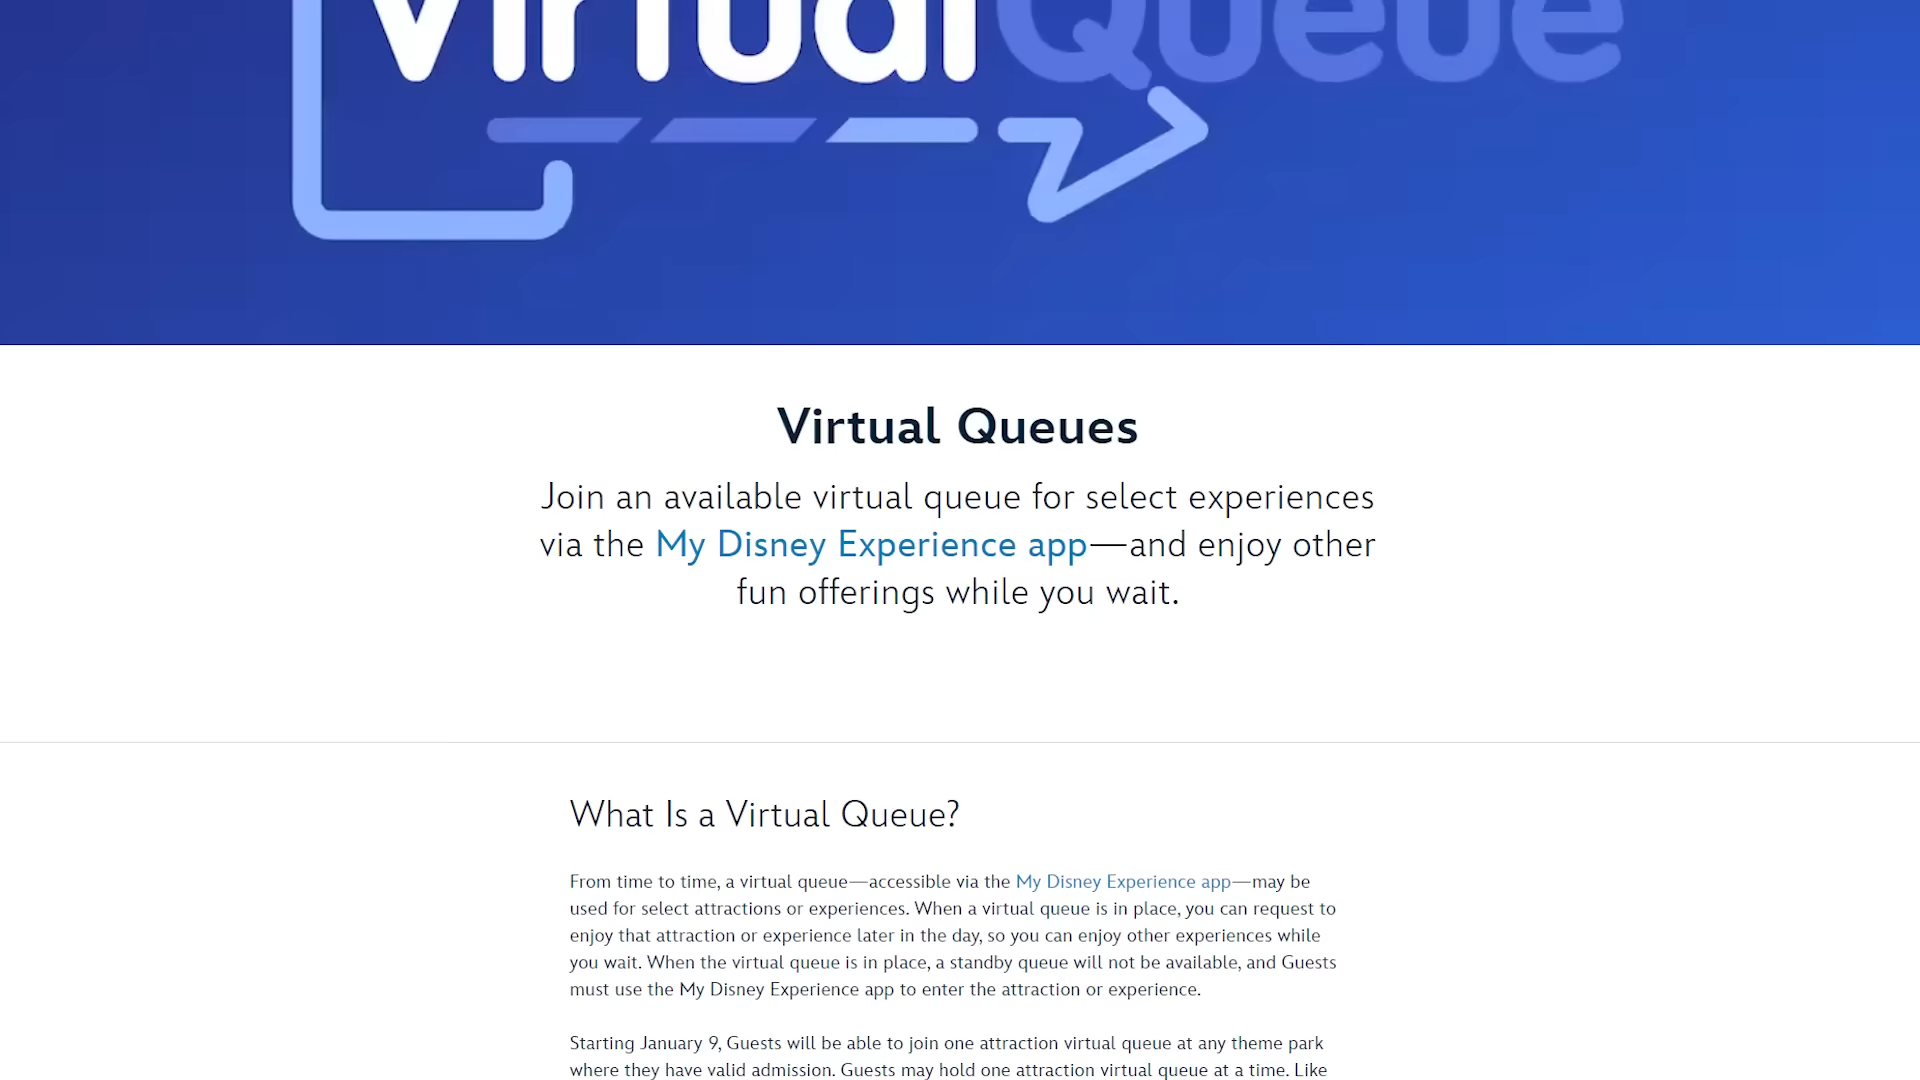 Virtual Queue
Virtual Queues
Join an available virtual queue for select experiences
via the My Disney Experience app—and enjoy other
fun offerings while you wait.
What Is a Virtual Queue?
From time to time, a virtual queue—accessible via the My Disney Experience app—may be
used for select attractions or experiences. When a virtual queue is in place, you can request to
enjoy that attraction or experience later in the day, so you can enjoy other experiences while
you wait. When the virtual queue is in place, a standby queue will not be available, and Guests
must use the My Disney Experience app to enter the attraction or experience.
Starting January 9, Guests will be able to join one attraction virtual queue at any theme park
where they have valid admission. Guests may hold one attraction virtual queue at a time. Like